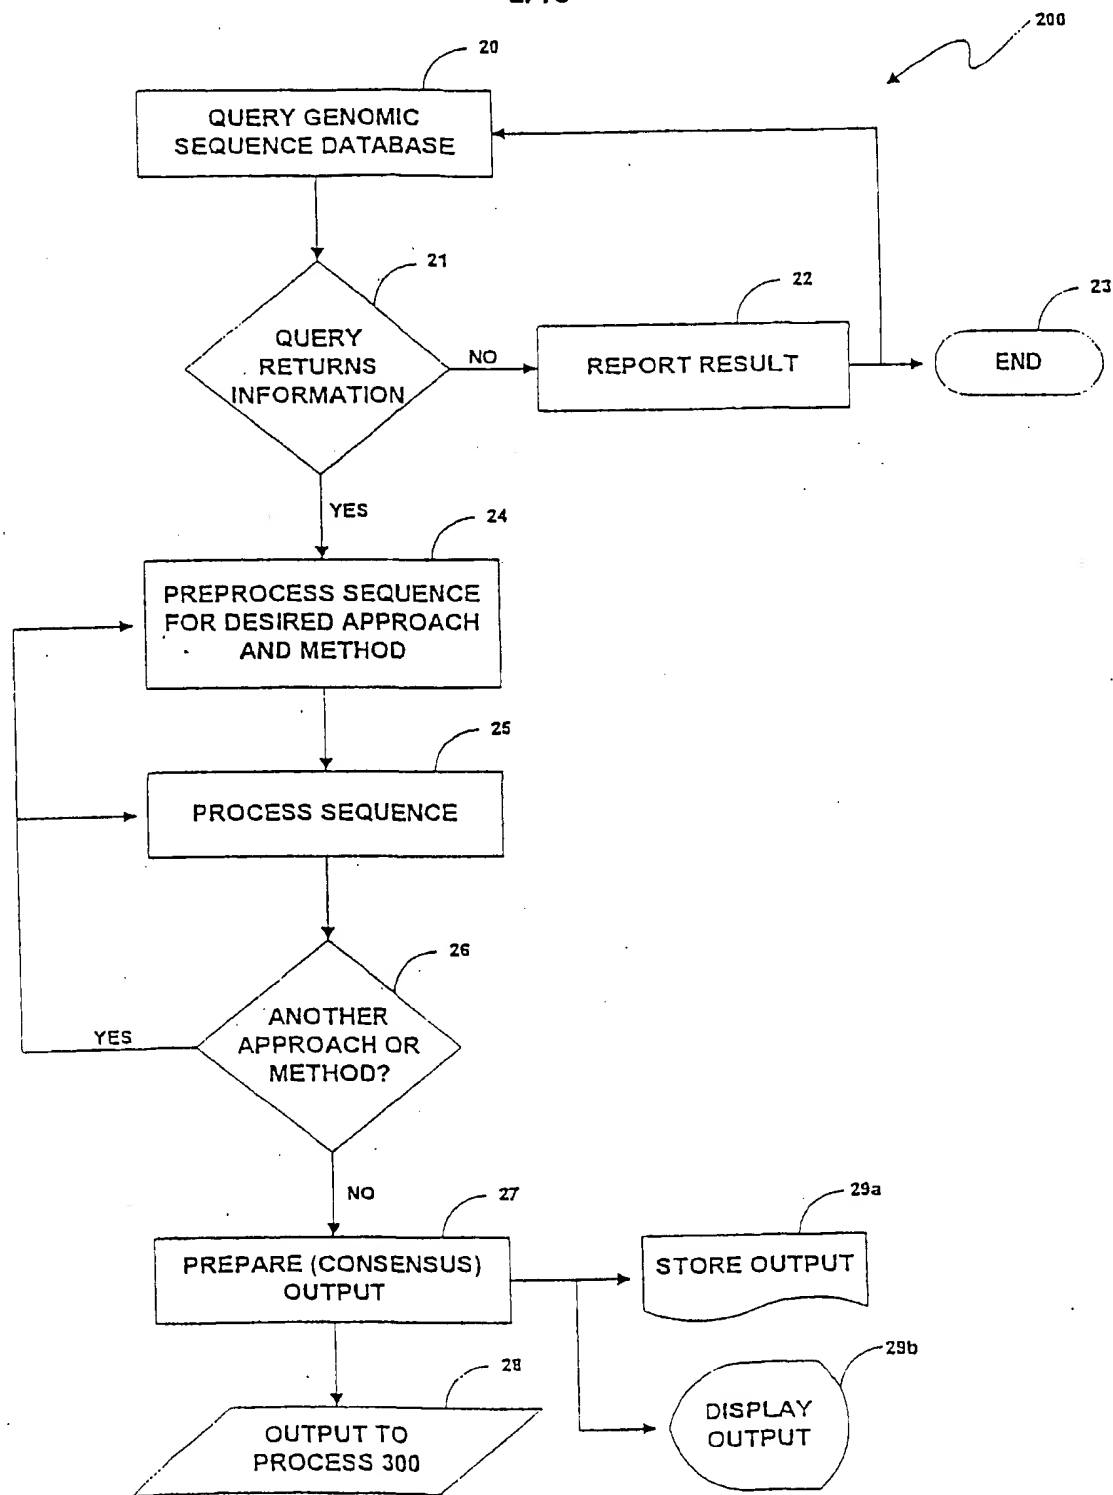 200
20
QUERY GENOMIC
SEQUENCE DATABASE
21
QUERY
RETURNS
INFORMATION
NO
22
REPORT RESULT
23
END
YES
24
PREPROCESS SEQUENCE
FOR DESIRED APPROACH
AND METHOD
25
PROCESS SEQUENCE
26
ANOTHER
APPROACH OR
METHOD?
YES
NO
27
PREPARE (CONSENSUS)
OUTPUT
29a
STORE OUTPUT
28
OUTPUT TO
PROCESS 300
29b
DISPLAY
OUTPUT